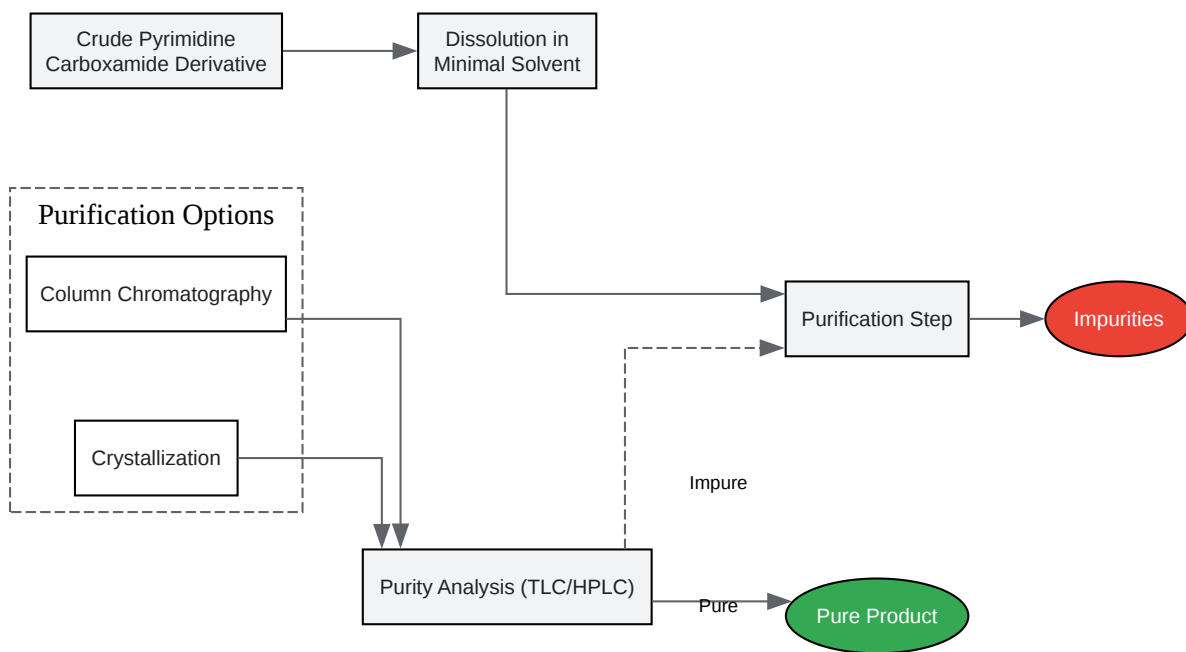 Crude Pyrimidine
Carboxamide Derivative
Dissolution in
Minimal Solvent
Purification Options
Column Chromatography
Purification Step
Impurities
Crystallization
Impure
Purity Analysis (TLC/HPLC)
Pure
Pure Product